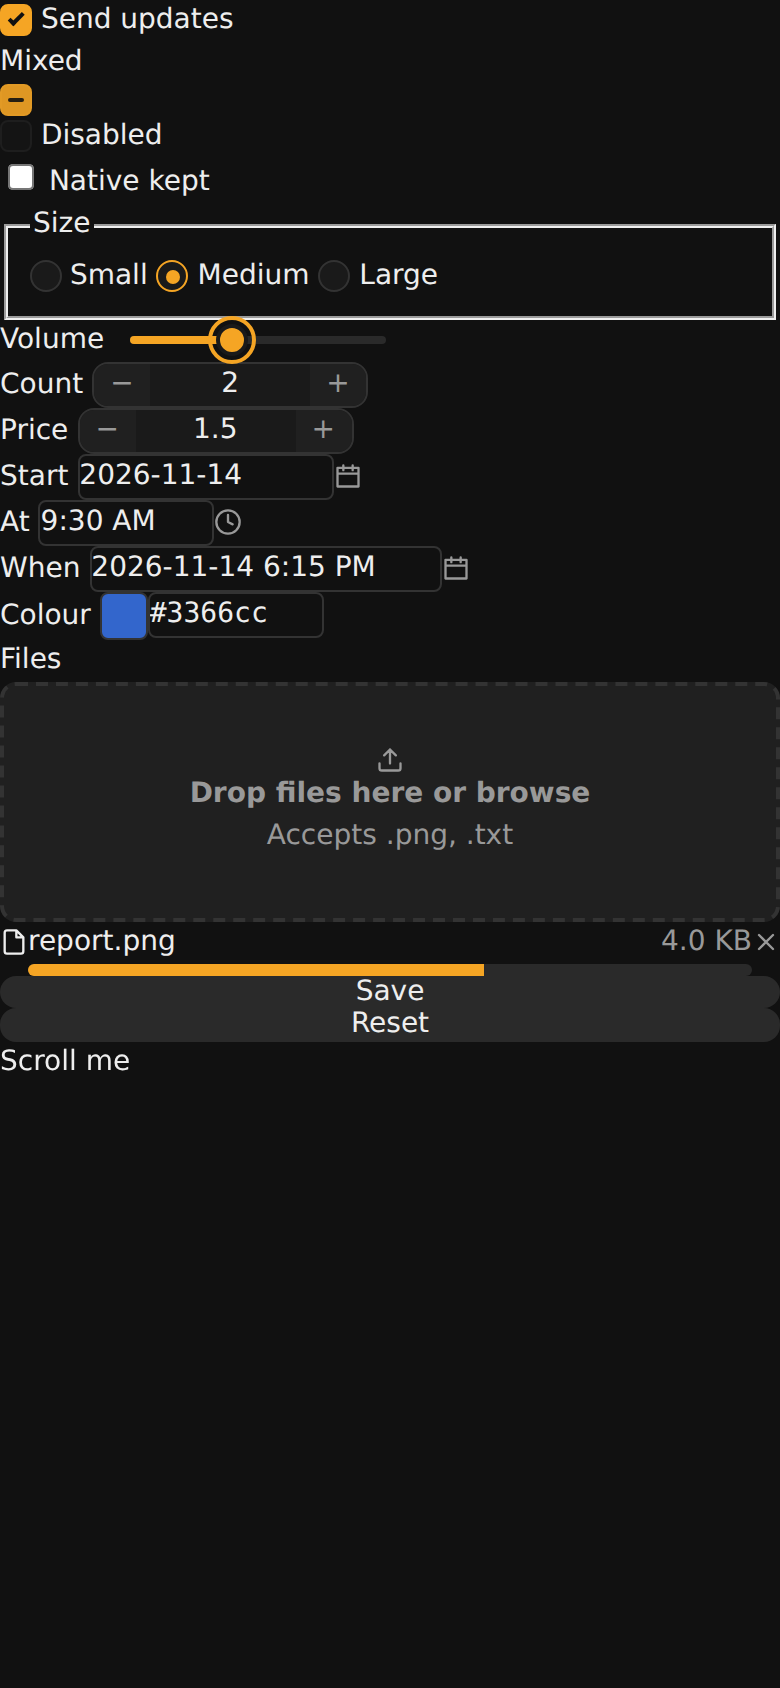 Send updates
Mixed
Disabled
Native kept
Size
Small Medium Large
Volume
Count − 2 +
Price − 1.5 +
Start 2026-11-14
At 9:30 AM
When 2026-11-14 6:15 PM
Colour #3366cc
Files
Drop files here or browse
Accepts .png, .txt
report.png 4.0 KB
Save
Reset
Scroll me